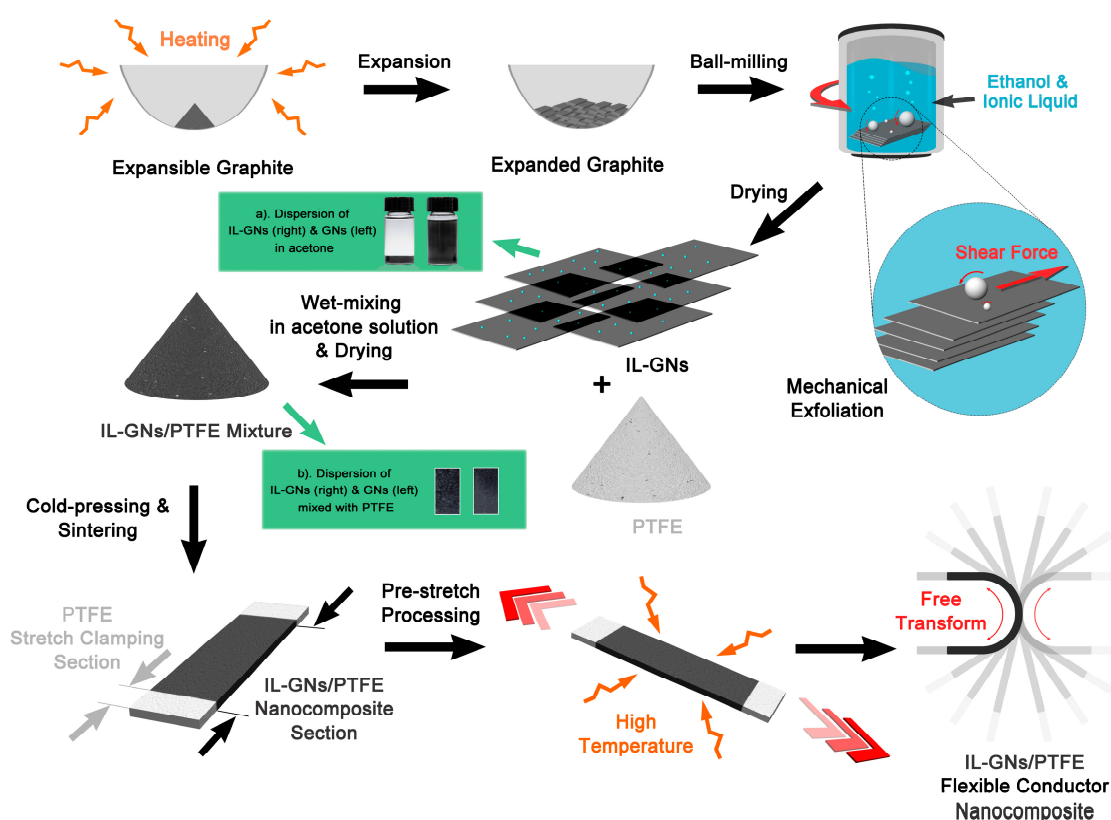 Heating
Expansion
Ball-milling
Ethanol &
Ionic Liquid
Expansible Graphite
Expanded Graphite
Drying
a). Dispersion of
IL-GNs (right) & GNs (left)
in acetone
Shear Force
Wet-mixing
in acetone solution
& Drying
IL-GNs
+
Mechanical
Exfoliation
IL-GNs/PTFE Mixture
b). Dispersion of
IL-GNs (right) & GNs (left)
mixed with PTFE
PTFE
Cold-pressing &
Sintering
Pre-stretch
Processing
Free
Transform
PTFE
Stretch Clamping
Section
IL-GNs/PTFE
Nanocomposite
Section
High
Temperature
IL-GNs/PTFE
Flexible Conductor
Nanocomposite